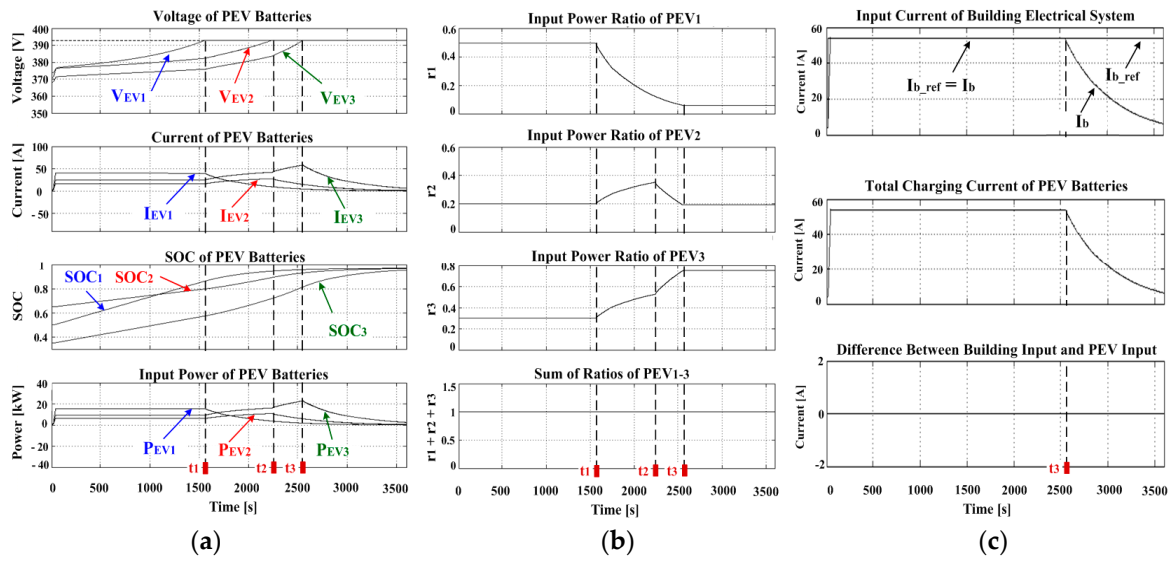 Voltage of PEV Batteries
Voltage [V]
400
390
380
370
360
350
VEV1
VEV2
VEV3
Current of PEV Batteries
Current [A]
100
50
0
- 50
IEV1
IEV2
IEV3
SOC of PEV Batteries
SOC
1
0.8
0.6
0.4
SOC1
SOC2
SOC3
Input Power of PEV Batteries
Power [kW]
40
20
0
- 20
- 40
PEV1
PEV2
PEV3
t1
t2
t3
0 500 1000 1500 2000 2500 3000 3500
Time [s]
(a)
Input Power Ratio of PEV1
r1
0.6
0.4
0.2
0
Input Power Ratio of PEV2
r2
0.6
0.4
0.2
0
Input Power Ratio of PEV3
r3
0.8
0.6
0.4
0.2
0
Sum of Ratios of PEV1-3
r1 + r2 + r3
1.5
1.0
0.5
0
t1
t2
t3
0 500 1000 1500 2000 2500 3000 3500
Time [s]
(b)
Input Current of Building Electrical System
Current [A]
60
40
20
0
Ib_ref = Ib
Ib_ref
Ib
Total Charging Current of PEV Batteries
Current [A]
60
40
20
0
Difference Between Building Input and PEV Input
Current [A]
2
0
-2
t3
0 500 1000 1500 2000 2500 3000 3500
Time [s]
(c)